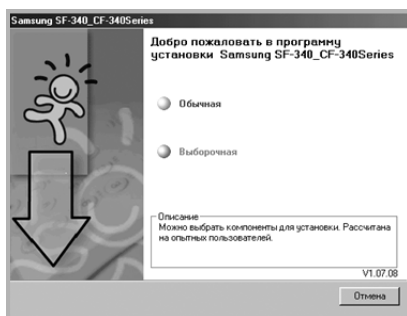 Samsung SF-340_CF-340Series
Добро пожаловать в программу
установки Samsung SF-340_CF-340Series
Обычная
Выборочная
Описание
Можно выбрать компоненты для установки. Рассчитана
на опытных пользователей.
V1.07.08
Отмена